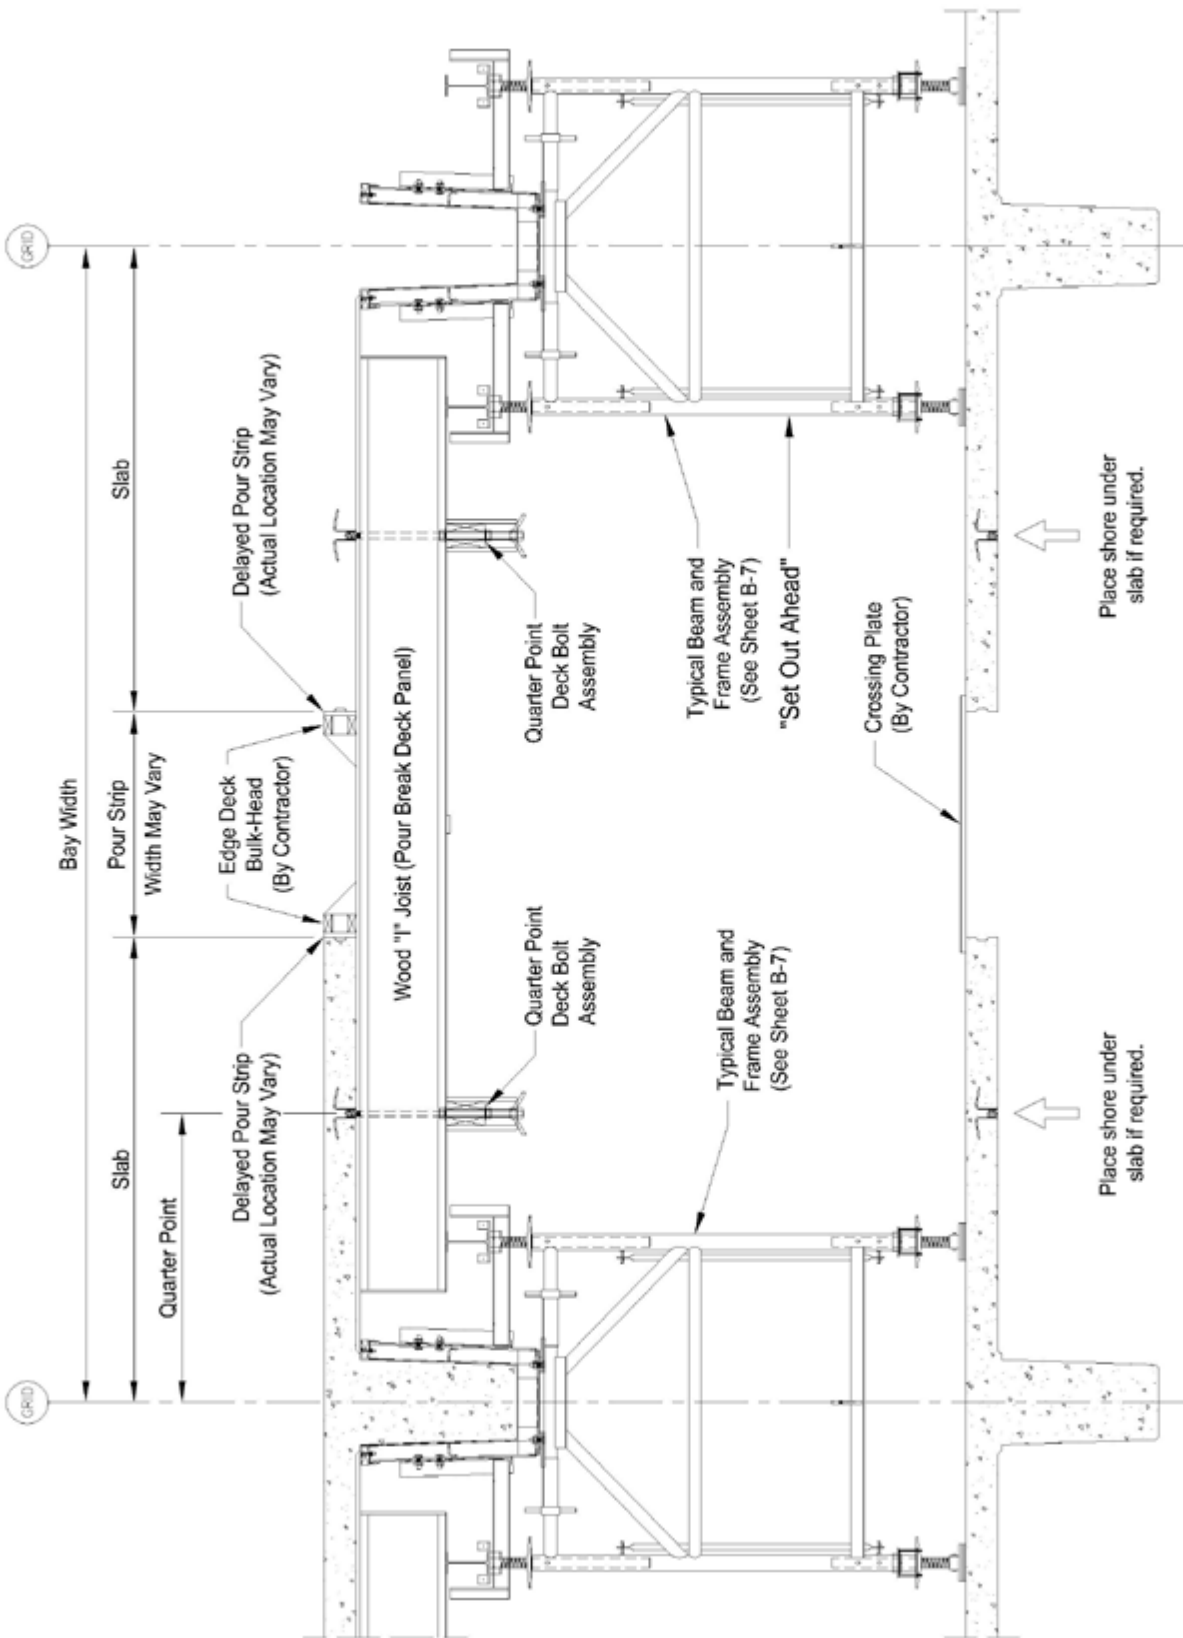 GRID
GRID
Bay Width
Slab
Pour Strip
Width May Vary
Slab
Quarter Point
Delayed Pour Strip
(Actual Location May Vary)
Edge Deck
Bulk-Head
(By Contractor)
Delayed Pour Strip
(Actual Location May Vary)
Wood "I" Joist (Pour Break Deck Panel)
Quarter Point
Deck Bolt
Assembly
Quarter Point
Deck Bolt
Assembly
Typical Beam and
Frame Assembly
(See Sheet B-7)
Typical Beam and
Frame Assembly
(See Sheet B-7)
"Set Out Ahead"
Crossing Plate
(By Contractor)
Place shore under
slab if required.
Place shore under
slab if required.